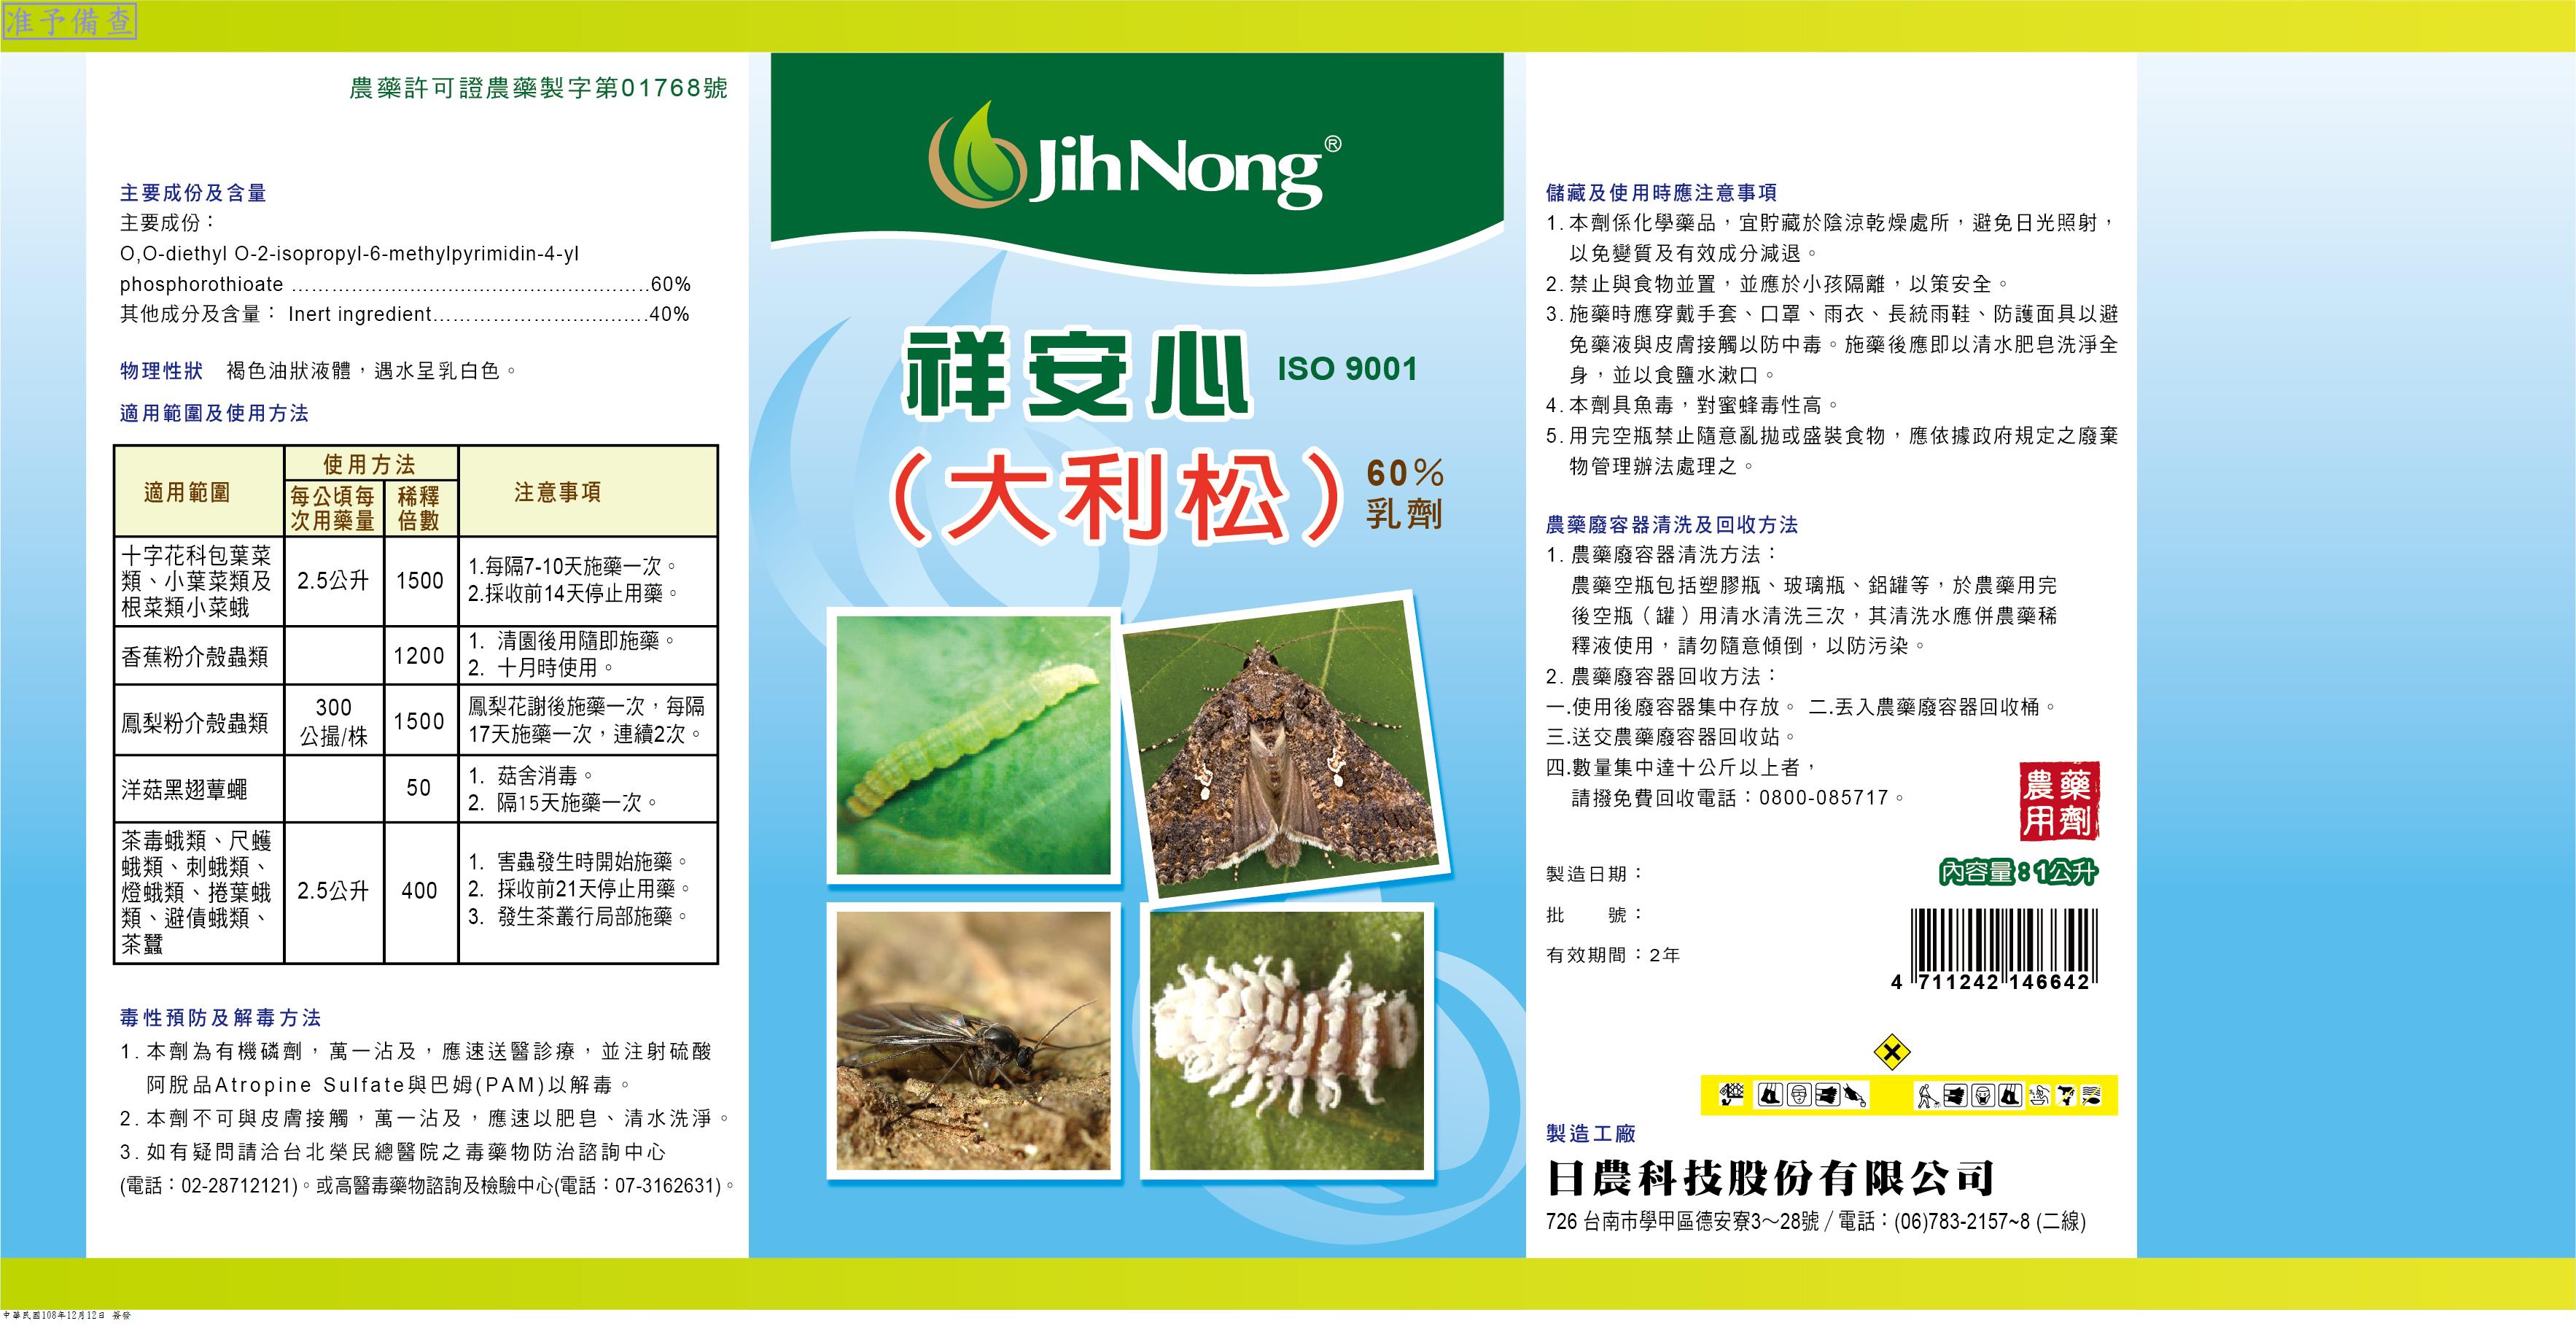 准予備查
農藥許可證農藥製字第01768號
主要成份及含量
主要成份：
O,O-diethyl O-2-isopropyl-6-methylpyrimidin-4-yl
phosphorothioate ......................................................60%
其他成分及含量： Inert ingredient................................40%
物理性狀 褐色油狀液體，遇水呈乳白色。
適用範圍及使用方法
適用範圍 使用方法 注意事項
每公頃每次用藥量 稀釋倍數
十字花科包葉菜
類、小葉菜類及
根菜類小菜蛾
2.5公升 1500
1.每隔7-10天施藥一次。
2.採收前14天停止用藥。
香蕉粉介殼蟲類 1200
1. 清園後用隨即施藥。
2. 十月時使用。
鳳梨粉介殼蟲類
300
公撮/株
1500
鳳梨花謝後施藥一次，每隔
17天施藥一次，連續2次。
洋菇黑翅蕈蠅 50
1. 菇舍消毒。
2. 隔15天施藥一次。
茶毒蛾類、尺蠖
蛾類、刺蛾類、
燈蛾類、捲葉蛾
類、避債蛾類、
茶蠶
2.5公升 400
1. 害蟲發生時開始施藥。
2. 採收前21天停止用藥。
3. 發生茶叢行局部施藥。
毒性預防及解毒方法
1. 本劑為有機磷劑，萬一沾及，應速送醫診療，並注射硫酸
阿脫品Atropine Sulfate與巴姆(PAM)以解毒。
2. 本劑不可與皮膚接觸，萬一沾及，應速以肥皂、清水洗淨。
3. 如有疑問請洽台北榮民總醫院之毒藥物防治諮詢中心
(電話：02-28712121)。或高醫毒藥物諮詢及檢驗中心(電話：07-3162631)。
JihNong®
祥安心 ISO 9001
（大利松）60%
乳劑
儲藏及使用時應注意事項
1. 本劑係化學藥品，宜貯藏於陰涼乾燥處所，避免日光照射，
以免變質及有效成分減退。
2. 禁止與食物並置，並應於小孩隔離，以策安全。
3. 施藥時應穿戴手套、口罩、雨衣、長統雨鞋、防護面具以避
免藥液與皮膚接觸以防中毒。施藥後應即以清水肥皂洗淨全
身，並以食鹽水漱口。
4. 本劑具魚毒，對蜜蜂毒性高。
5. 用完空瓶禁止隨意亂拋或盛裝食物，應依據政府規定之廢棄
物管理辦法處理之。
農藥廢容器清洗及回收方法
1. 農藥廢容器清洗方法：
農藥空瓶包括塑膠瓶、玻璃瓶、鋁罐等，於農藥用完
後空瓶（罐）用清水清洗三次，其清洗水應併農藥稀
釋液使用，請勿隨意傾倒，以防污染。
2. 農藥廢容器回收方法：
一.使用後廢容器集中存放。 二.丟入農藥廢容器回收桶。
三.送交農藥廢容器回收站。
四.數量集中達十公斤以上者，
請撥免費回收電話：0800-085717。
農用藥劑
內容量：1公升
製造日期：
批 號：
有效期間：2年
4 711242 146642
製造工廠
日農科技股份有限公司
726 台南市學甲區德安寮3～28號 / 電話：(06)783-2157~8 (二線)
中華民國108年12月12日 簽發